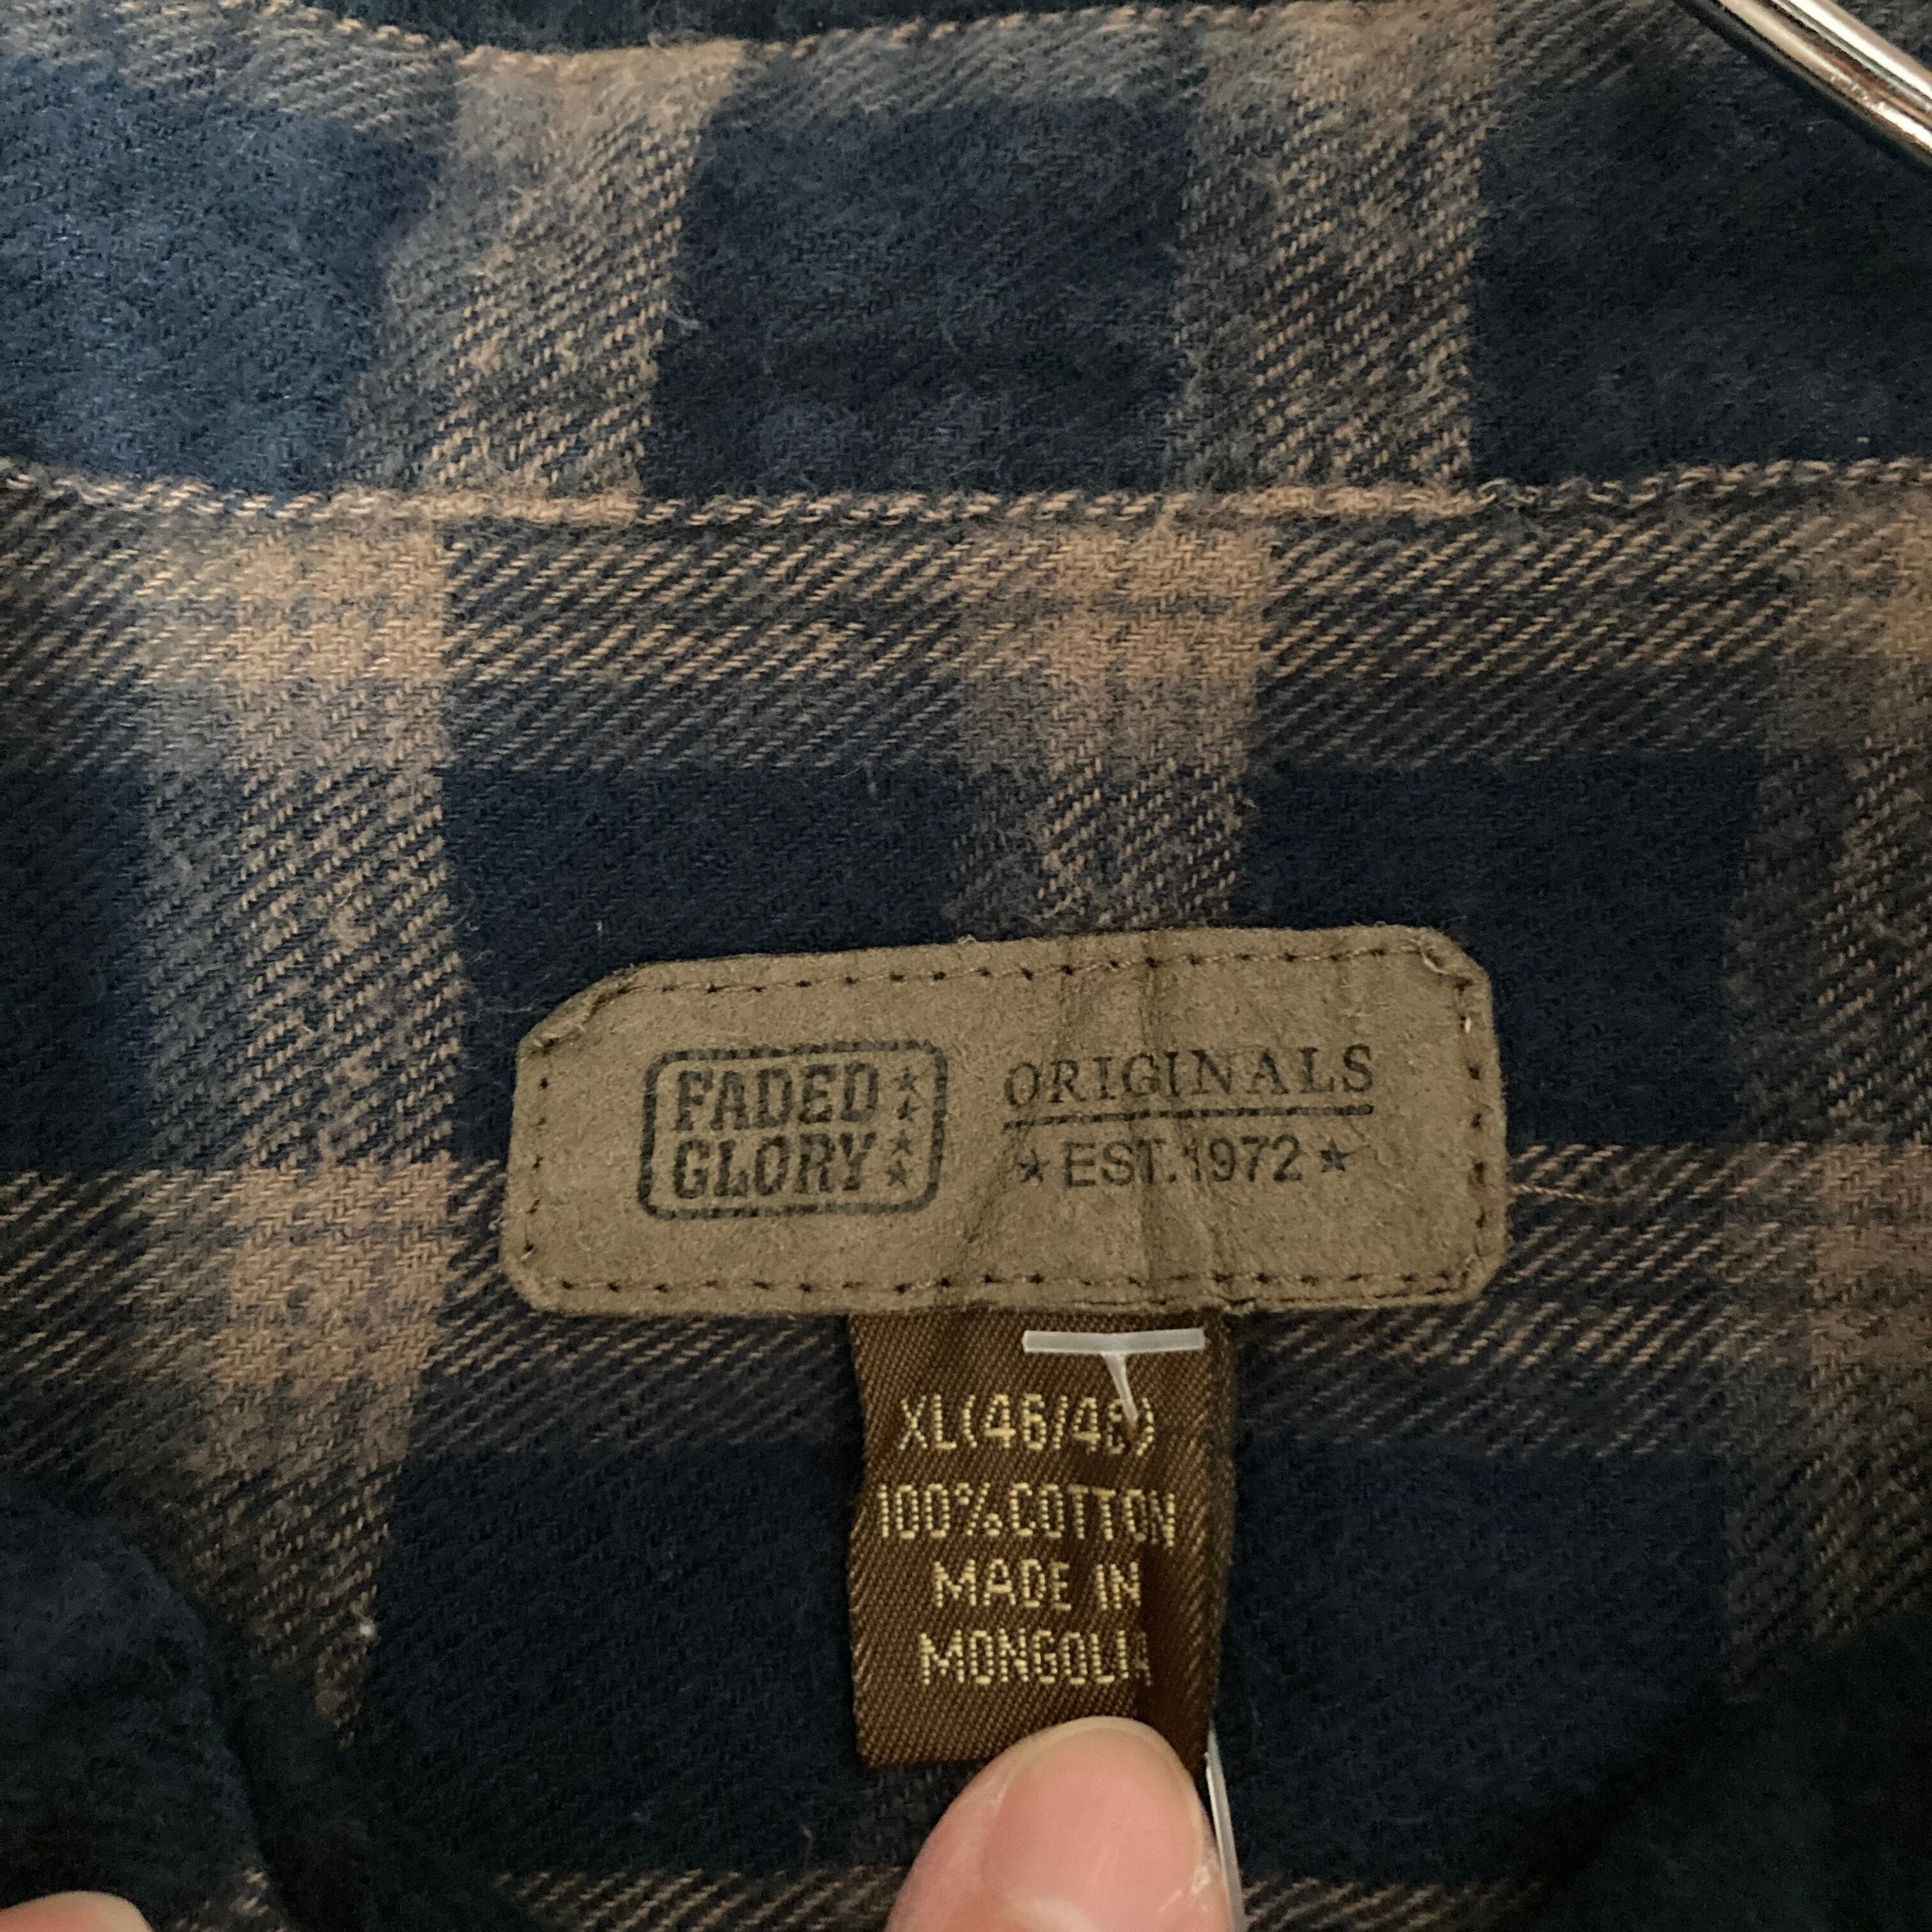 FADED
GLORY
ORIGINALS
EST.1972
XL(46/48)
100% COTTON
MADE IN
MONGOLIA